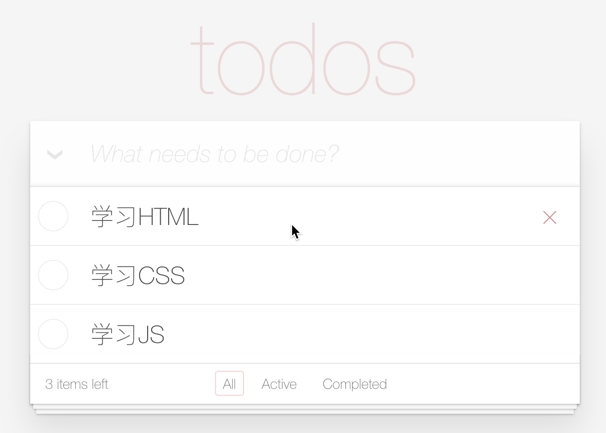 todos
What needs to be done?
学习HTML
学习CSS
学习JS
3 items left All Active Completed